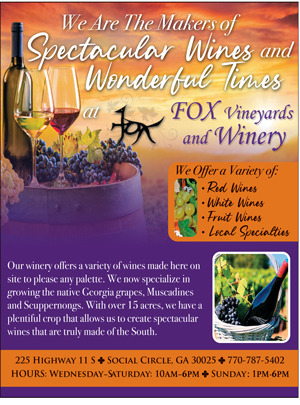 We Are The Makers of
Spectacular Wines and
Wonderful Times
at FOX Vineyards
and Winery
We Offer a Variety of:
• Red Wines
• White Wines
• Fruit Wines
• Local Specialties
Our winery offers a variety of wines made here on
site to please any palette. We now specialize in
growing the native Georgia grapes, Muscadines
and Scuppernongs. With over 15 acres, we have a
plentiful crop that allows us to create spectacular
wines that are truly made of the South.
225 Highway 11 S ✚ Social Circle, GA 30025 ✚ 770-787-5402
HOURS: Wednesday-Saturday: 10am-6pm ✚ Sunday: 1pm-6pm